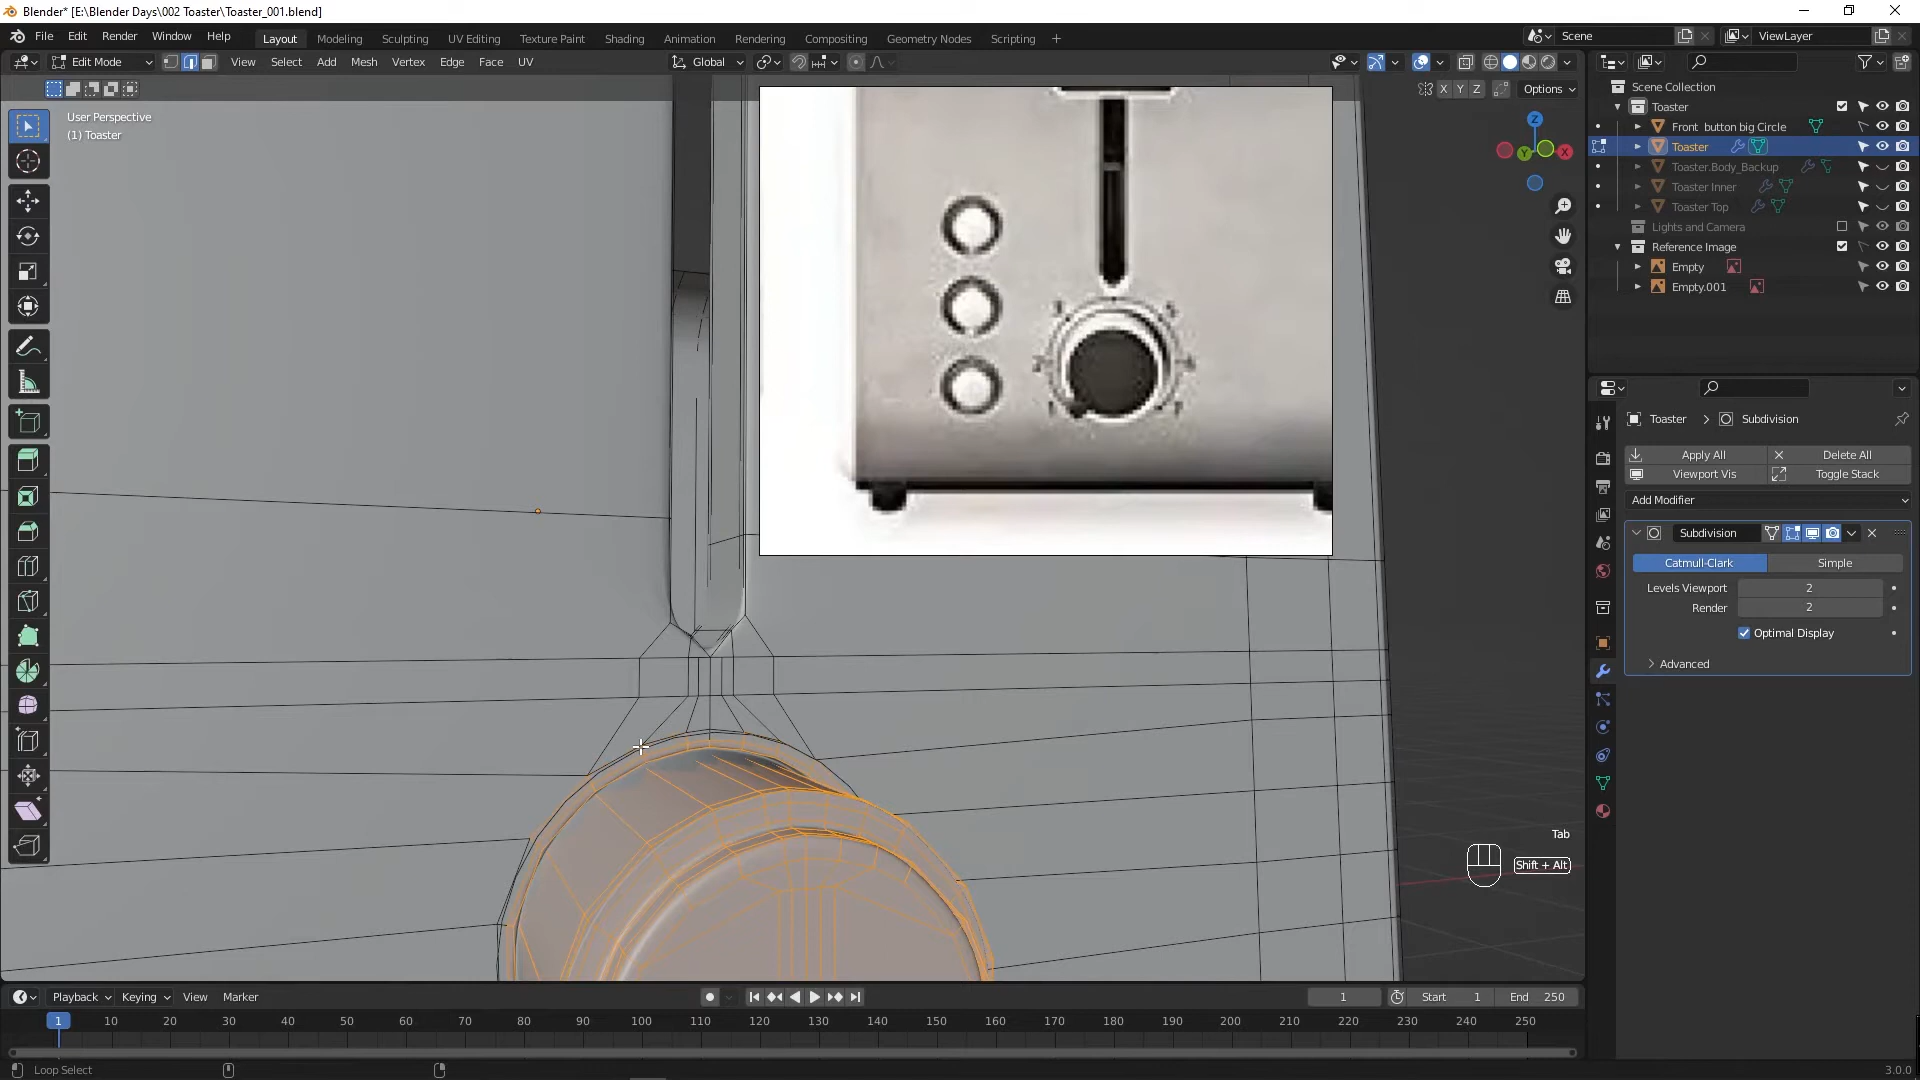 Blender* [E:\Blender Days\002 Toaster\Toaster_001.blend]
File Edit Render Window Help Layout Modeling Sculpting UV Editing Texture Paint Shading Animation Rendering Compositing Geometry Nodes Scripting + Scene ViewLayer
Edit Mode View Select Add Mesh Vertex Edge Face UV Global
X Y Z Options
Scene Collection
User Perspective
(1) Toaster
Toaster
Front button big Circle
Toaster
Toaster.Body_Backup
Toaster Inner
Toaster Top
Lights and Camera
Reference Image
Empty
Empty.001
Z
Y
X
Toaster > Subdivision
Apply All Delete All
Viewport Vis Toggle Stack
Add Modifier
Subdivision
Catmull-Clark Simple
Levels Viewport 2
Render 2
Optimal Display
Advanced
Tab
Shift + Alt
Playback Keying View Marker 1 Start 1 End 250
1 10 20 30 40 50 60 70 80 90 100 110 120 130 140 150 160 170 180 190 200 210 220 230 240 250
Loop Select 3.0.0